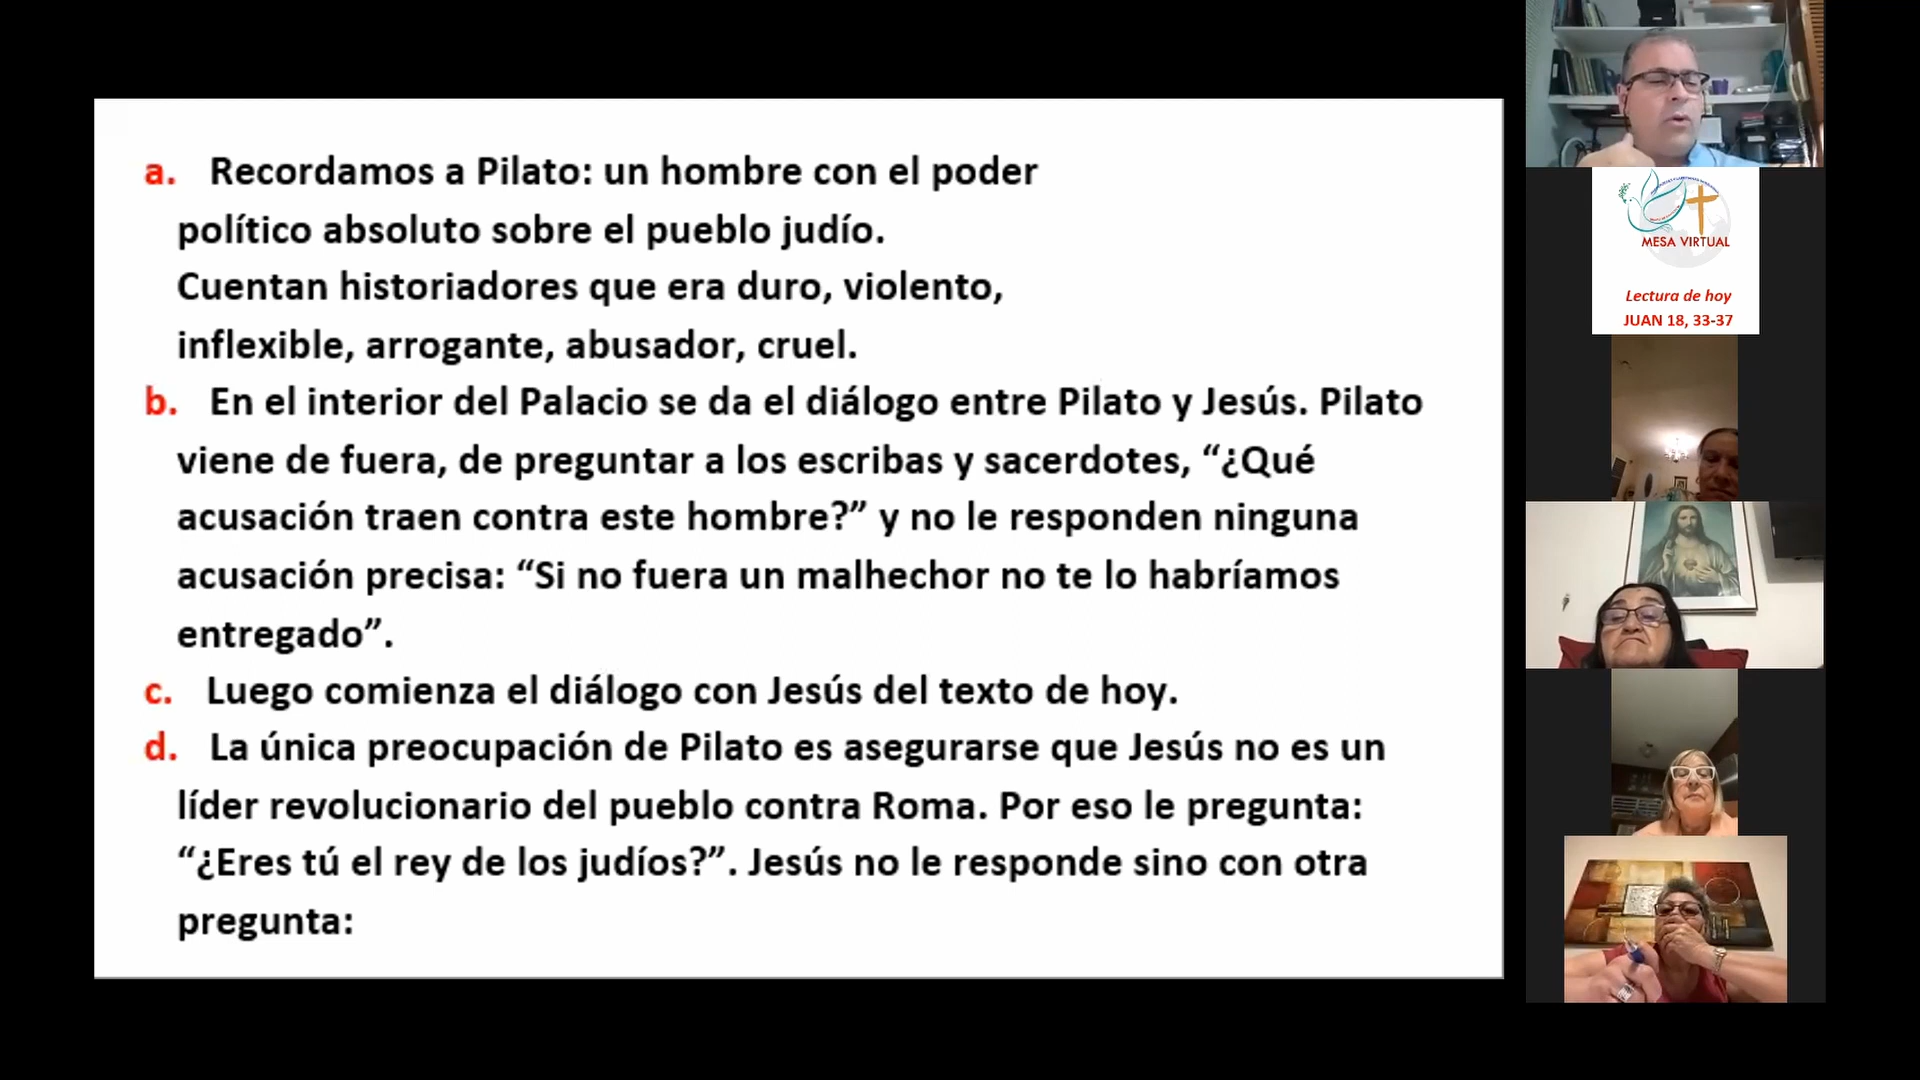 a. Recordamos a Pilato: un hombre con el poder
político absoluto sobre el pueblo judío.
Cuentan historiadores que era duro, violento,
inflexible, arrogante, abusador, cruel.
b. En el interior del Palacio se da el diálogo entre Pilato y Jesús. Pilato
viene de fuera, de preguntar a los escribas y sacerdotes, “¿Qué
acusación traen contra este hombre?” y no le responden ninguna
acusación precisa: “Si no fuera un malhechor no te lo habríamos
entregado”.
c. Luego comienza el diálogo con Jesús del texto de hoy.
d. La única preocupación de Pilato es asegurarse que Jesús no es un
líder revolucionario del pueblo contra Roma. Por eso le pregunta:
“¿Eres tú el rey de los judíos?”. Jesús no le responde sino con otra
pregunta:
MESA VIRTUAL
Lectura de hoy
JUAN 18, 33-37